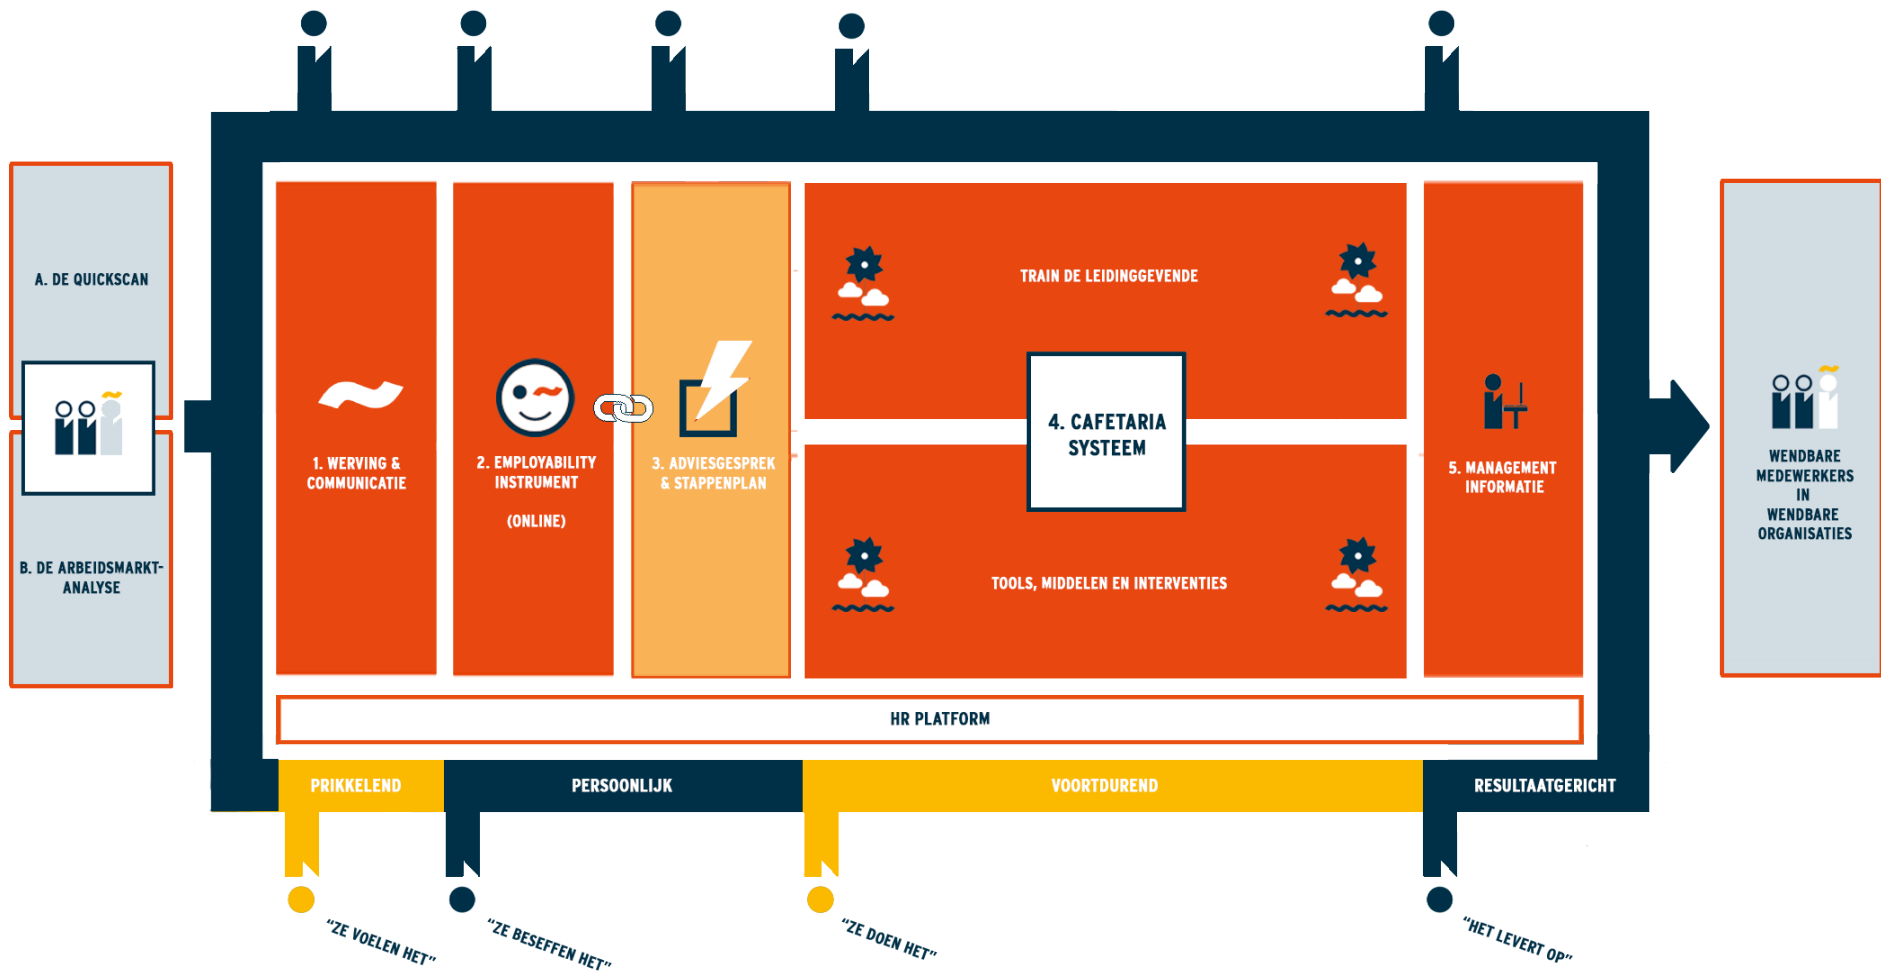 A. DE QUICKSCAN
B. DE ARBEIDSMARKT-
ANALYSE
1. WERVING &
COMMUNICATIE
2. EMPLOYABILITY
INSTRUMENT
(ONLINE)
3. ADVIESGESPREK
& STAPPENPLAN
TRAIN DE LEIDINGGEVENDE
4. CAFETARIA
SYSTEEM
TOOLS, MIDDELEN EN INTERVENTIES
5. MANAGEMENT
INFORMATIE
WENDBARE
MEDEWERKERS
IN
WENDBARE
ORGANISATIES
HR PLATFORM
PRIKKELEND
PERSOONLIJK
VOORTDUREND
RESULTAATGERICHT
“ZE VOELEN HET”
“ZE BESEFFEN HET”
“ZE DOEN HET”
“HET LEVERT OP”